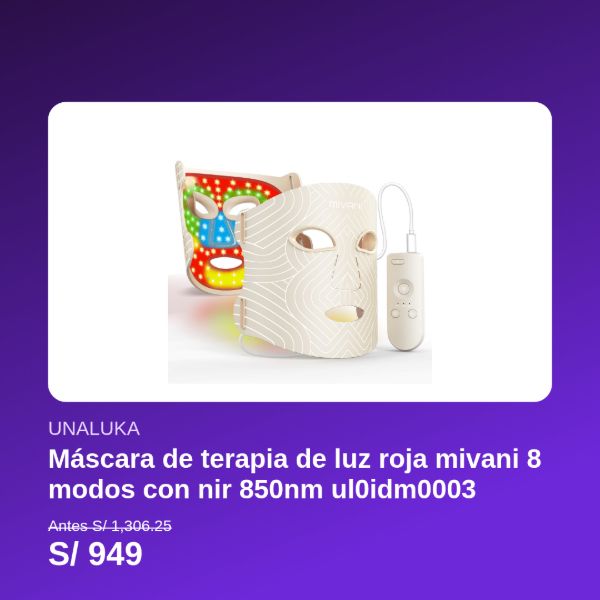 MIVANI
UNALUKA
Máscara de terapia de luz roja mivani 8
modos con nir 850nm ul0idm0003
Antes S/ 1,306.25
S/ 949